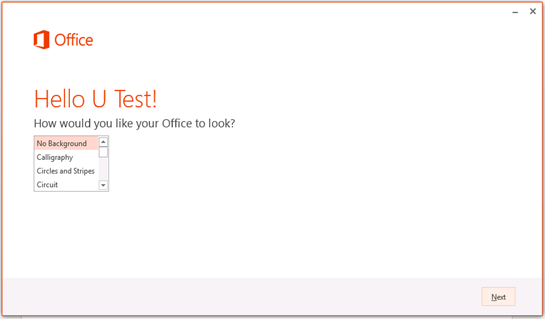 Office
Hello U Test!
How would you like your Office to look?
No Background
Calligraphy
Circles and Stripes
Circuit
Next